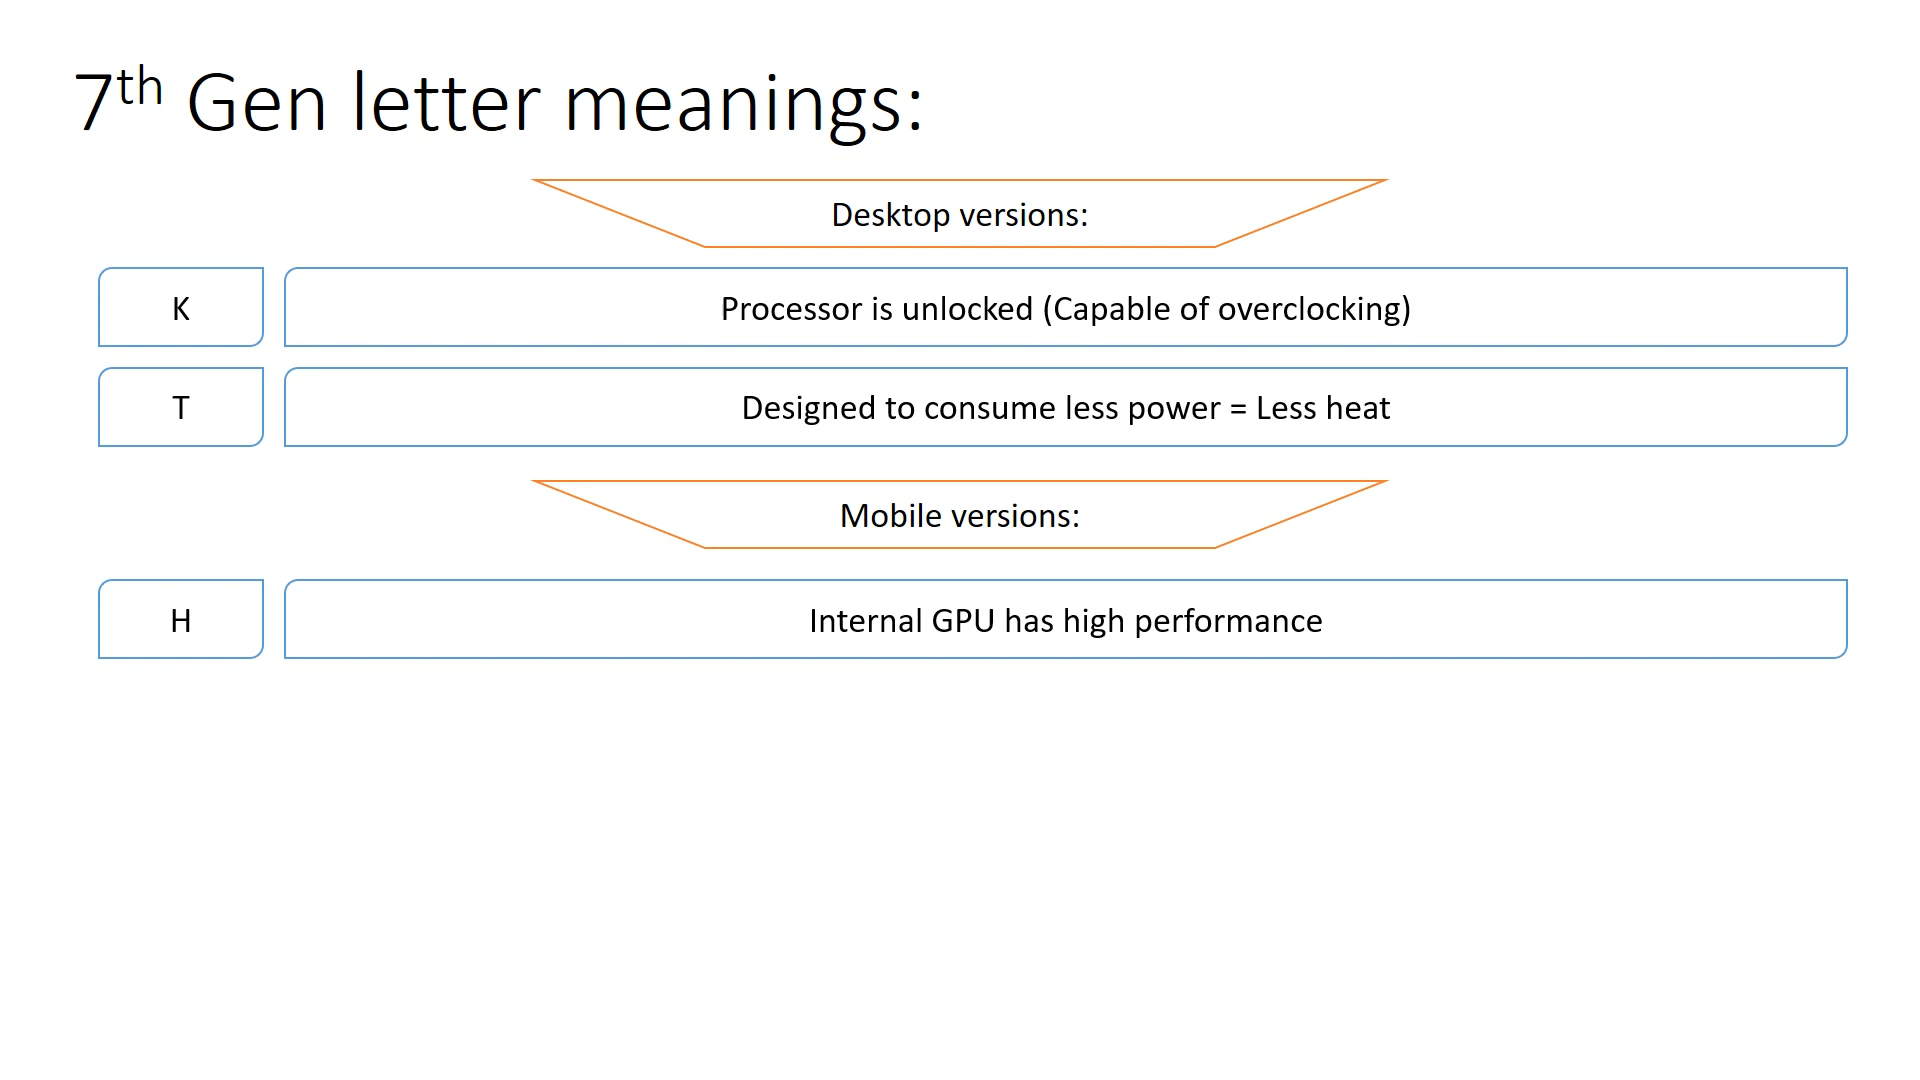 7th Gen letter meanings:
Desktop versions:
K
Processor is unlocked (Capable of overclocking)
T
Designed to consume less power = Less heat
Mobile versions:
H
Internal GPU has high performance